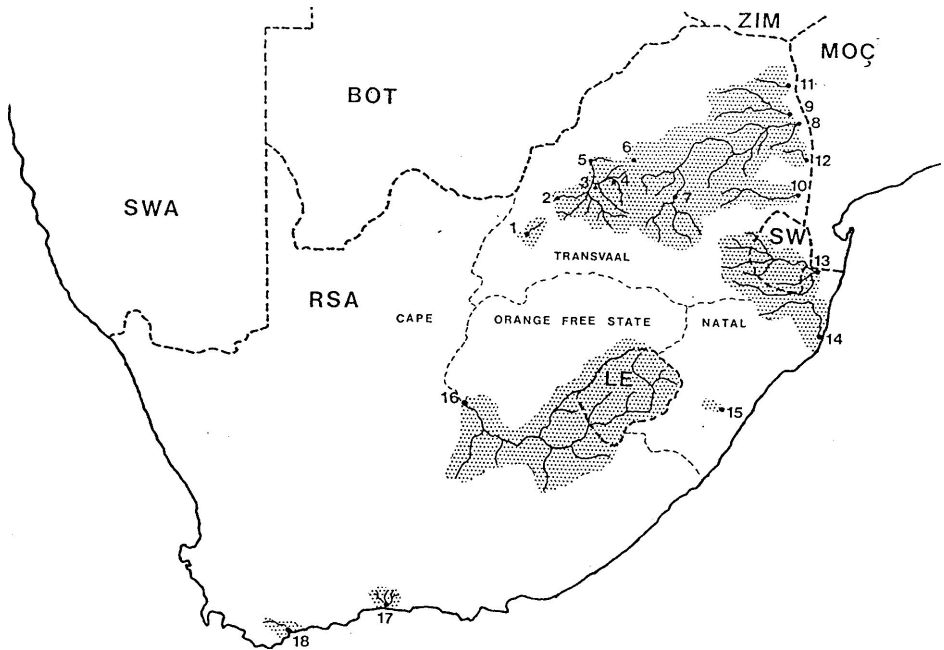 ZIM
MOÇ
BOT
11
9
8
6
5
12
3
4
10
2
7
SWA
1
SW
TRANSVAAL
13
RSA
CAPE
ORANGE FREE STATE
NATAL
14
LE
16
15
17
18